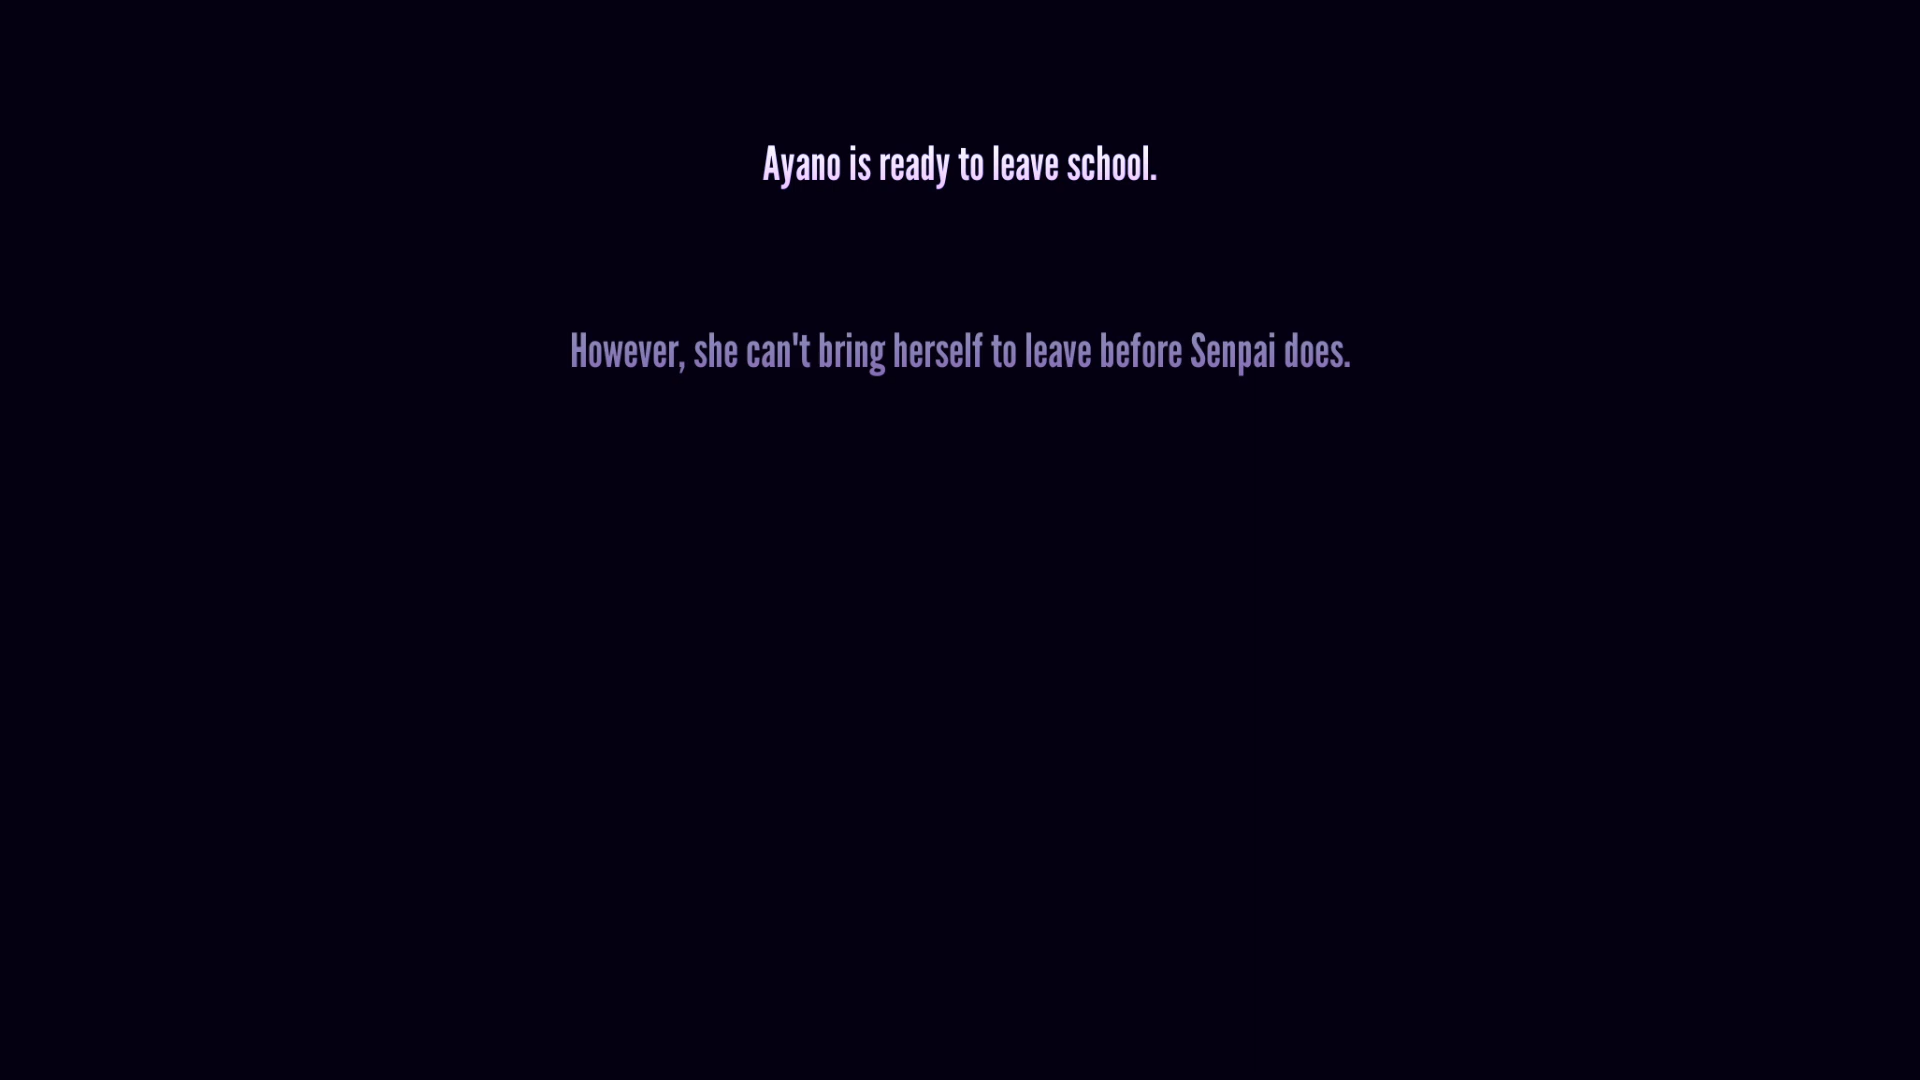 Ayano is ready to leave school.
However, she can't bring herself to leave before Senpai does.